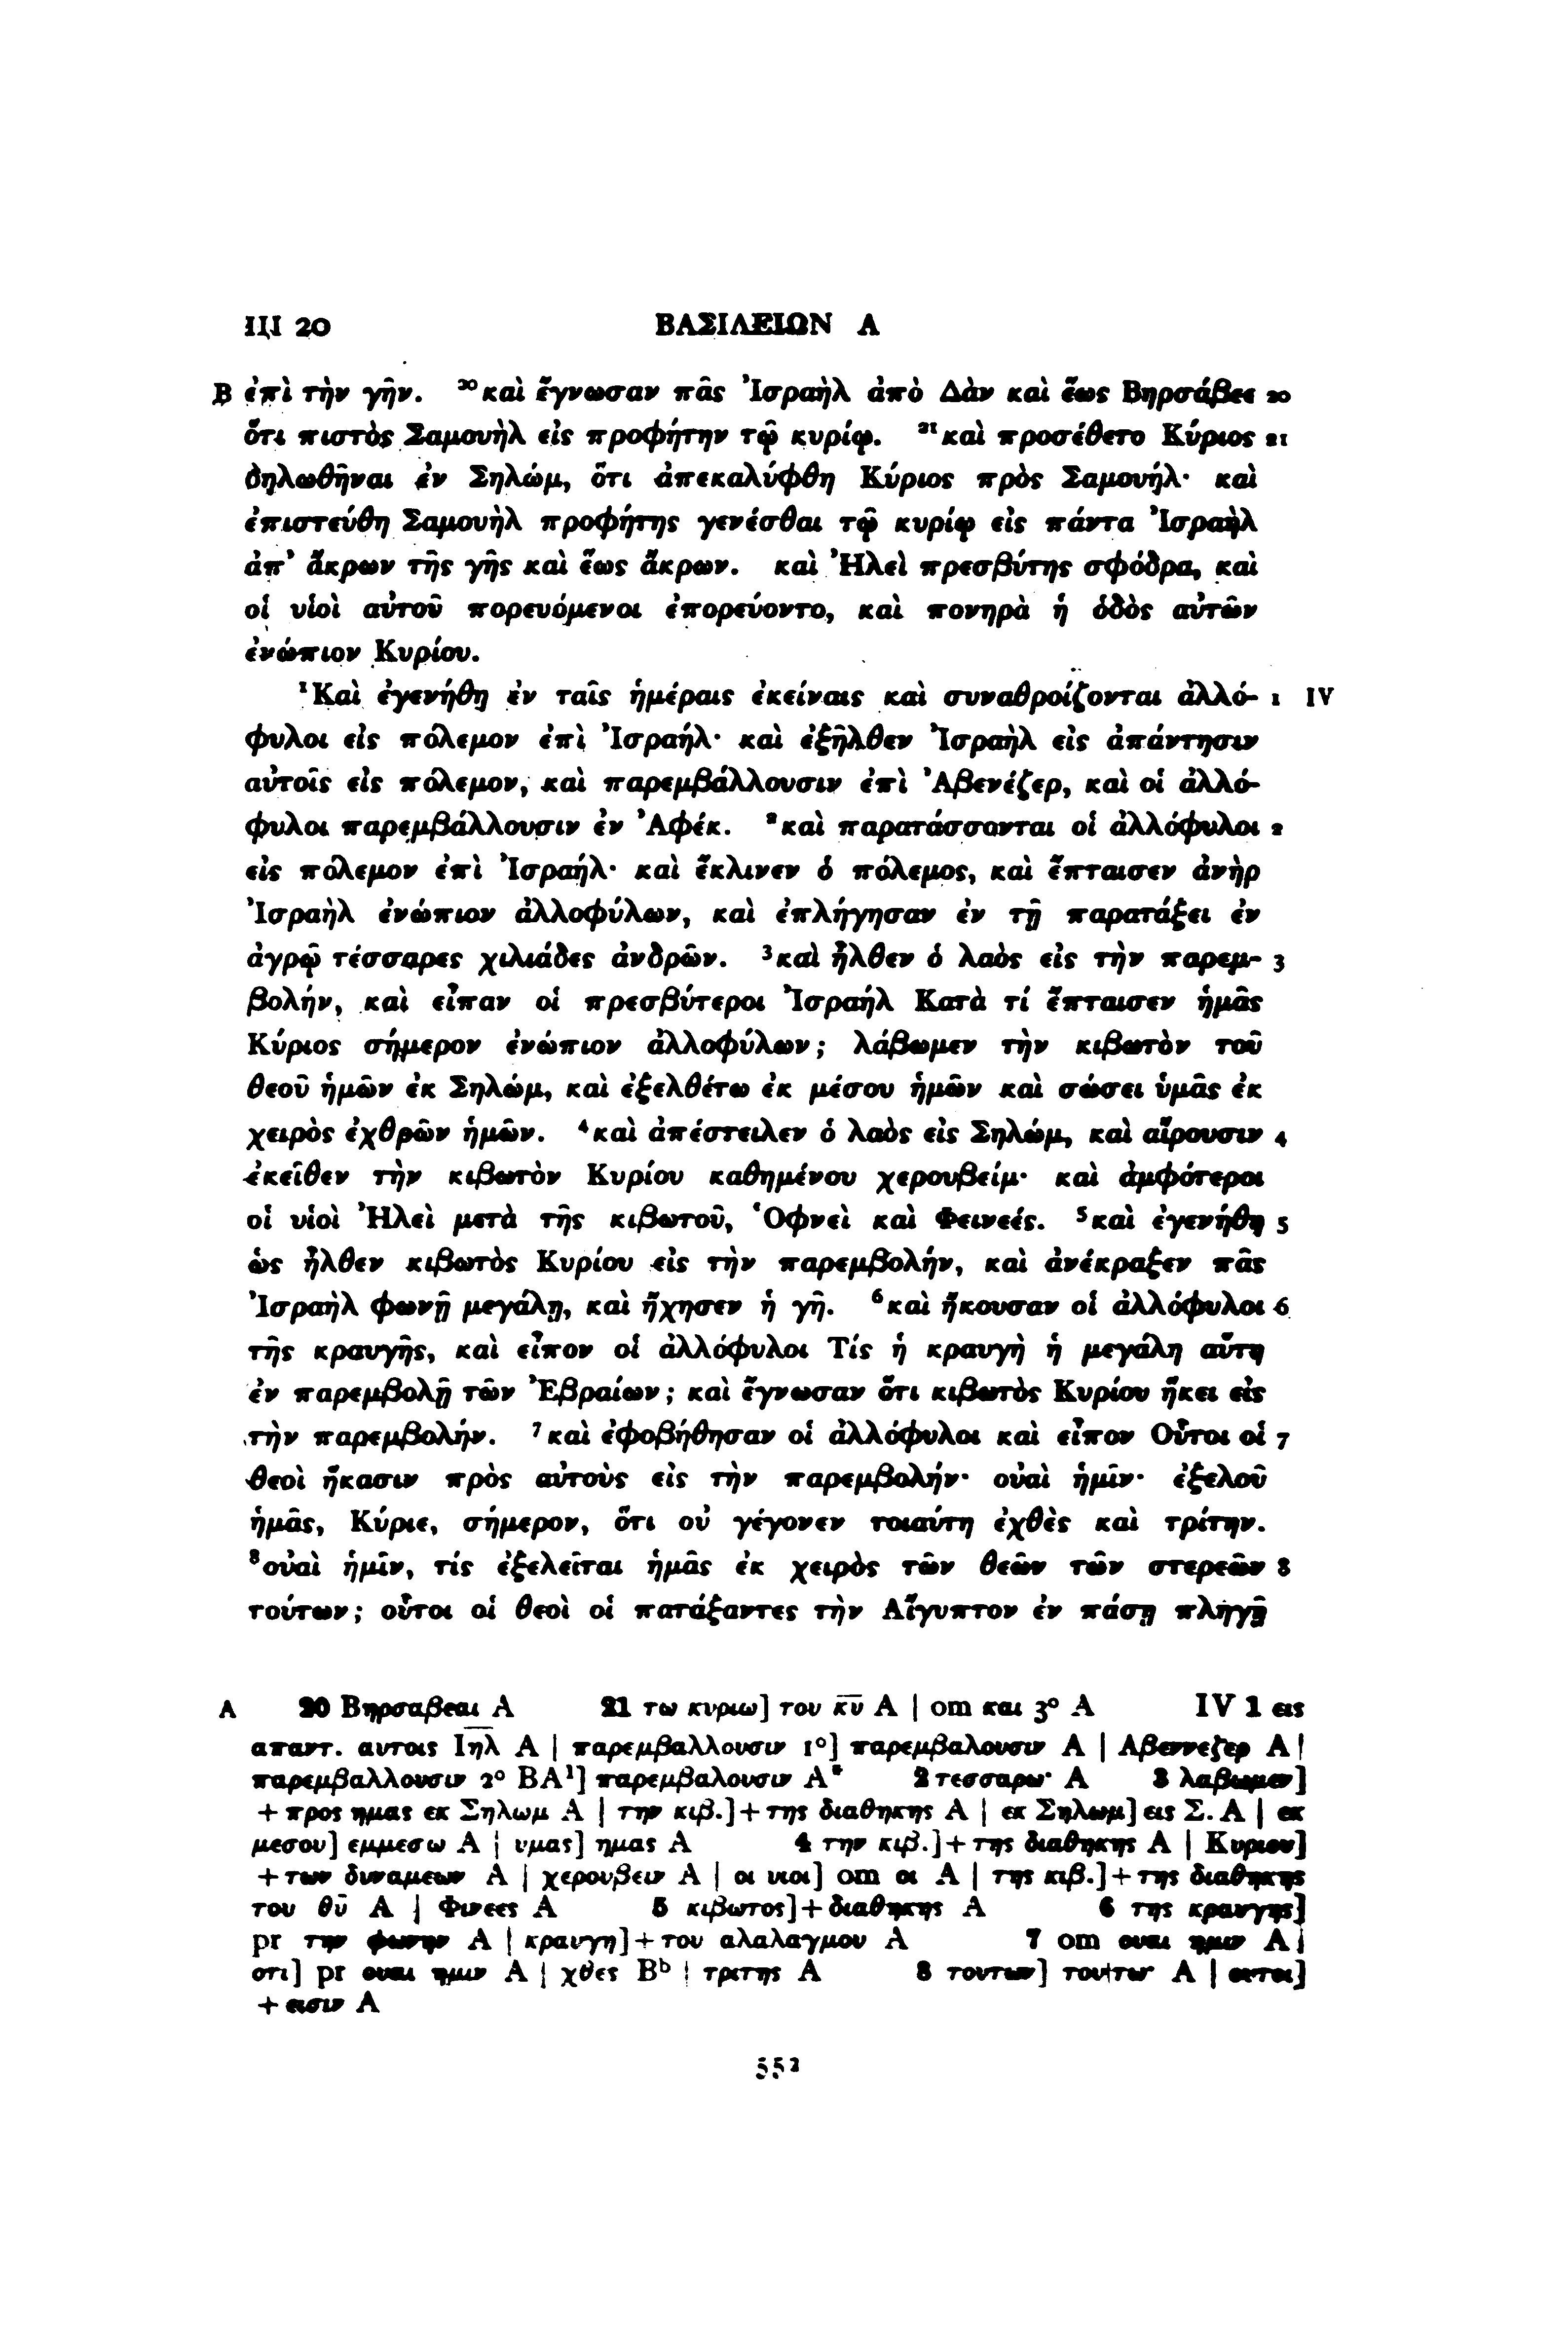 III 20 ΒΑΣΙΛΕΙΩΝ Α
B ἐπὶ τὴν γῆν. ²⁰καὶ ἔγνωσαν πᾶς Ἰσραὴλ ἀπὸ Δὰν καὶ ἕως Βηρσάβεε 20
ὅτι πιστὸς Σαμουὴλ εἰς προφήτην τῷ κυρίῳ. ²¹καὶ προσέθετο Κύριος 21
δηλωθῆναι ἐν Σηλώμ, ὅτι ἀπεκαλύφθη Κύριος πρὸς Σαμουήλ· καὶ
ἐπιστεύθη Σαμουὴλ προφήτης γενέσθαι τῷ κυρίῳ εἰς πάντα Ἰσραὴλ
ἀπ’ ἄκρων τῆς γῆς καὶ ἕως ἄκρων. καὶ Ἠλεὶ πρεσβύτης σφόδρα, καὶ
οἱ υἱοὶ αὐτοῦ πορευόμενοι ἐπορεύοντο, καὶ πονηρὰ ἡ ὁδὸς αὐτῶν
ἐνώπιον Κυρίου.
¹Καὶ ἐγενήθη ἐν ταῖς ἡμέραις ἐκείναις καὶ συναθροίζονται ἀλλό- 1 IV
φυλοι εἰς πόλεμον ἐπὶ Ἰσραήλ· καὶ ἐξῆλθεν Ἰσραὴλ εἰς ἀπάντησιν
αὐτοῖς εἰς πόλεμον, καὶ παρεμβάλλουσιν ἐπὶ Ἀβενέζερ, καὶ οἱ ἀλλό-
φυλοι παρεμβάλλουσιν ἐν Ἀφέκ. ²καὶ παρατάσσονται οἱ ἀλλόφυλοι 2
εἰς πόλεμον ἐπὶ Ἰσραήλ· καὶ ἔκλινεν ὁ πόλεμος, καὶ ἔπταισεν ἀνὴρ
Ἰσραὴλ ἐνώπιον ἀλλοφύλων, καὶ ἐπλήγησαν ἐν τῇ παρατάξει ἐν
ἀγρῷ τέσσαρες χιλιάδες ἀνδρῶν. ³καὶ ἦλθεν ὁ λαὸς εἰς τὴν παρεμ- 3
βολήν, καὶ εἶπαν οἱ πρεσβύτεροι Ἰσραήλ Κατὰ τί ἔπταισεν ἡμᾶς
Κύριος σήμερον ἐνώπιον ἀλλοφύλων; λάβωμεν τὴν κιβωτὸν τοῦ
θεοῦ ἡμῶν ἐκ Σηλώμ, καὶ ἐξελθέτω ἐκ μέσου ἡμῶν καὶ σώσει ὑμᾶς ἐκ
χειρὸς ἐχθρῶν ἡμῶν. ⁴καὶ ἀπέστειλεν ὁ λαὸς εἰς Σηλώμ, καὶ αἴρουσιν 4
ἐκεῖθεν τὴν κιβωτὸν Κυρίου καθημένου χερουβείμ· καὶ ἀμφότεροι
οἱ υἱοὶ Ἠλεὶ μετὰ τῆς κιβωτοῦ, Ὁφνεὶ καὶ Φεινεές. ⁵καὶ ἐγενήθη 5
ὡς ἦλθεν κιβωτὸς Κυρίου εἰς τὴν παρεμβολήν, καὶ ἀνέκραξεν πᾶς
Ἰσραὴλ φωνῇ μεγάλῃ, καὶ ἤχησεν ἡ γῆ. ⁶καὶ ἤκουσαν οἱ ἀλλόφυλοι 6
τῆς κραυγῆς, καὶ εἶπον οἱ ἀλλόφυλοι Τίς ἡ κραυγὴ ἡ μεγάλη αὕτη
ἐν παρεμβολῇ τῶν Ἐβραίων; καὶ ἔγνωσαν ὅτι κιβωτὸς Κυρίου ἥκει εἰς
τὴν παρεμβολήν. ⁷καὶ ἐφοβήθησαν οἱ ἀλλόφυλοι καὶ εἶπον Οὗτοι οἱ 7
θεοὶ ἥκασιν πρὸς αὐτοὺς εἰς τὴν παρεμβολήν· οὐαὶ ἡμῖν· ἐξελοῦ
ἡμᾶς, Κύριε, σήμερον, ὅτι οὐ γέγονεν τοιαύτη ἐχθὲς καὶ τρίτην.
⁸οὐαὶ ἡμῖν, τίς ἐξελεῖται ἡμᾶς ἐκ χειρὸς τῶν θεῶν τῶν στερεῶν 8
τούτων; οὗτοι οἱ θεοὶ οἱ πατάξαντες τὴν Αἴγυπτον ἐν πάσῃ πληγῇ
A 20 Βηρσαβεαι A 21 τω κυριω] του κ̅υ̅ A | om και 3° A IV 1 εις
απαντ. αυτοις Ι̅η̅λ̅ A | παρεμβαλλουσιν 1°] παρεμβαλουσιν A | Αβεννεζερ A |
παρεμβαλλουσιν 2° BA¹] παρεμβαλουσιν A* 2 τεσσαρω· A 3 λαβωμεν]
+ προς ημας εκ Σηλωμ A | την κιβ.]+της διαθηκης A | εκ Σηλωμ] εις Σ. A | εκ
μεσου] εμμεσω A | υμας] ημας A 4 την κιβ.]+της διαθηκης A | Κυριου]
+των δυναμεων A | χερουβειν A | οι υιοι] om οι A | της κιβ.]+της διαθηκης
του θ̅υ̅ A | Φινεες A 5 κιβωτος]+διαθηκης A 6 της κραυγης]
pr την φωνην A | κραυγη]+του αλαλαγμου A 7 om ουαι ημιν A |
οτι] pr ουαι ημιν A | χθες Bᵇ | τριτης A 8 τουτων] A | ουτοι]
+εισιν A
552